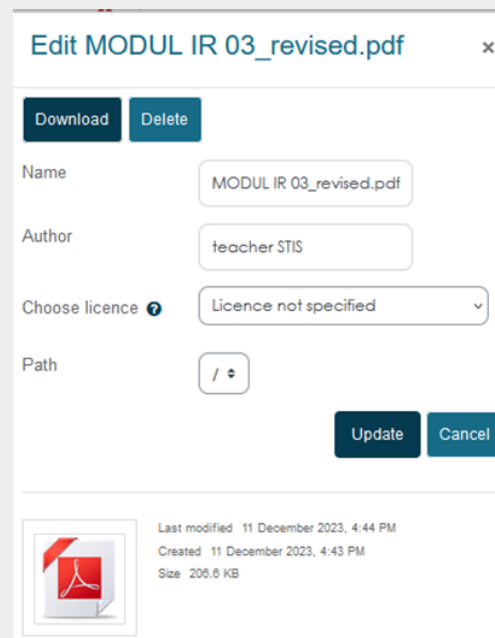 Edit MODUL IR 03_revised.pdf ×
Download Delete
Name MODUL IR 03_revised.pdf
Author teacher STIS
Choose licence ? Licence not specified
Path /
Update Cancel
Last modified 11 December 2023, 4:44 PM
Created 11 December 2023, 4:43 PM
Size 206.6 KB